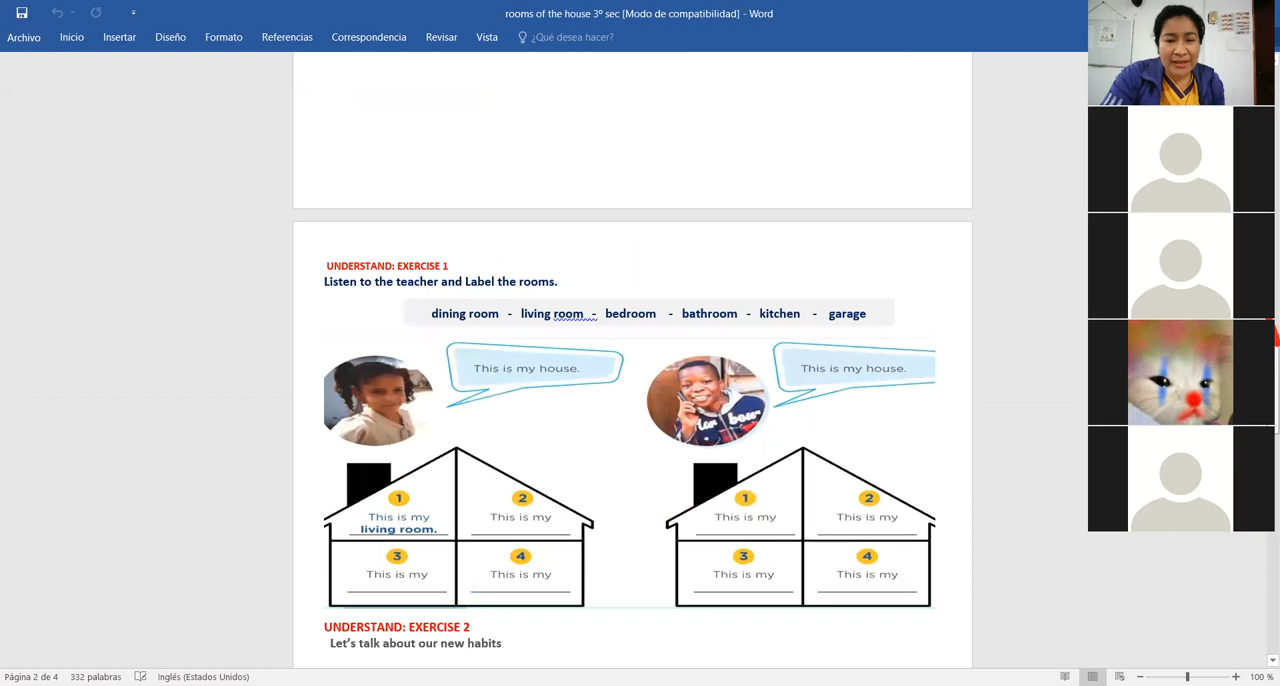 rooms of the house 3º sec [Modo de compatibilidad] - Word
Archivo Inicio Insertar Diseño Formato Referencias Correspondencia Revisar Vista ¿Qué desea hacer?
UNDERSTAND: EXERCISE 1
Listen to the teacher and Label the rooms.
dining room - living room - bedroom - bathroom - kitchen - garage
This is my house.
This is my house.
1
This is my
living room.
2
This is my
3
This is my
4
This is my
1
This is my
2
This is my
3
This is my
4
This is my
UNDERSTAND: EXERCISE 2
Let's talk about our new habits
Página 2 de 4 332 palabras Inglés (Estados Unidos) 100 %